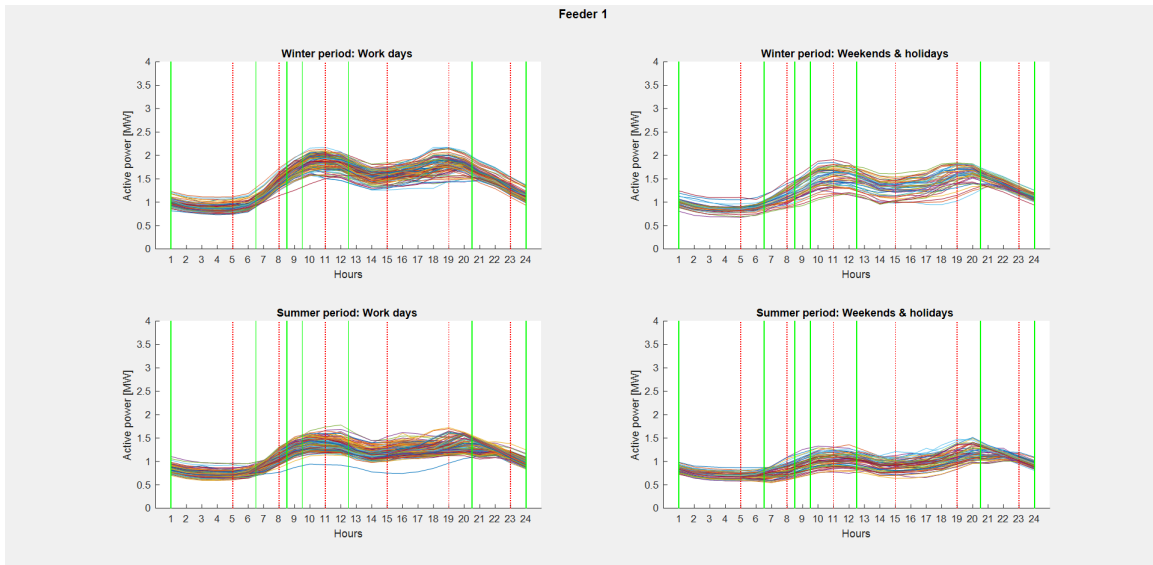 Feeder 1
Winter period: Work days
Active power [MW]
4
3.5
3
2.5
2
1.5
1
0.5
0
1 2 3 4 5 6 7 8 9 10 11 12 13 14 15 16 17 18 19 20 21 22 23 24
Hours
Winter period: Weekends & holidays
Active power [MW]
4
3.5
3
2.5
2
1.5
1
0.5
0
1 2 3 4 5 6 7 8 9 10 11 12 13 14 15 16 17 18 19 20 21 22 23 24
Hours
Summer period: Work days
Active power [MW]
4
3.5
3
2.5
2
1.5
1
0.5
0
1 2 3 4 5 6 7 8 9 10 11 12 13 14 15 16 17 18 19 20 21 22 23 24
Hours
Summer period: Weekends & holidays
Active power [MW]
4
3.5
3
2.5
2
1.5
1
0.5
0
1 2 3 4 5 6 7 8 9 10 11 12 13 14 15 16 17 18 19 20 21 22 23 24
Hours